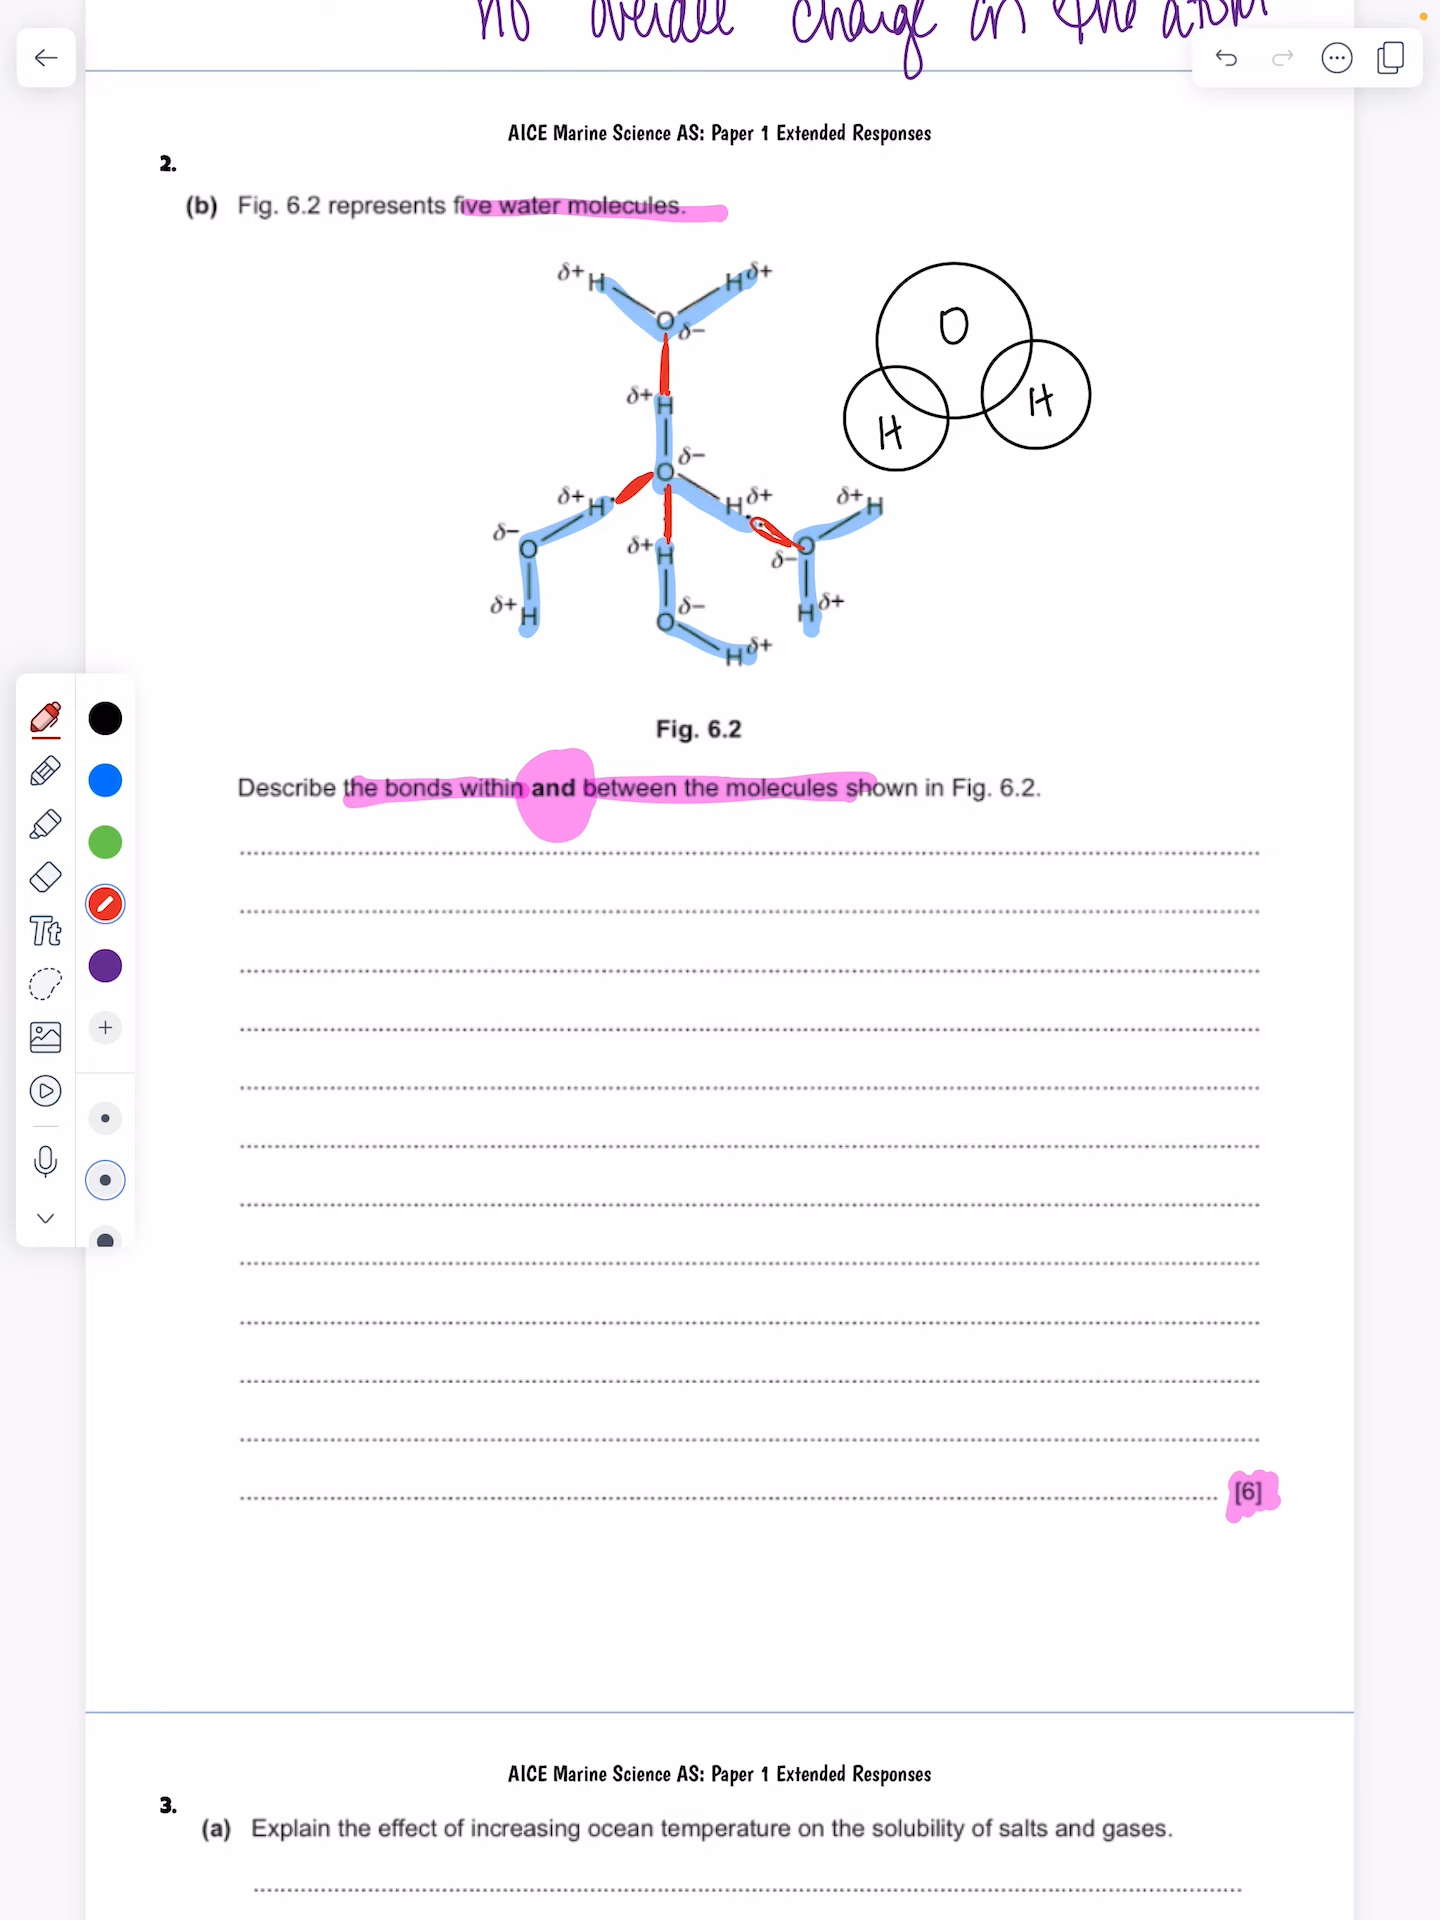 no overall charge in the atom
AICE Marine Science AS: Paper 1 Extended Responses
2.
(b) Fig. 6.2 represents five water molecules.
δ+ H H δ+
O δ−
δ+ H
O δ−
δ+ H H δ+ δ+ H
δ− O δ+ H δ− O
δ+ H O δ− H δ+
H δ+
O
H H
Fig. 6.2
Describe the bonds within and between the molecules shown in Fig. 6.2.
[6]
Tt
AICE Marine Science AS: Paper 1 Extended Responses
3.
(a) Explain the effect of increasing ocean temperature on the solubility of salts and gases.